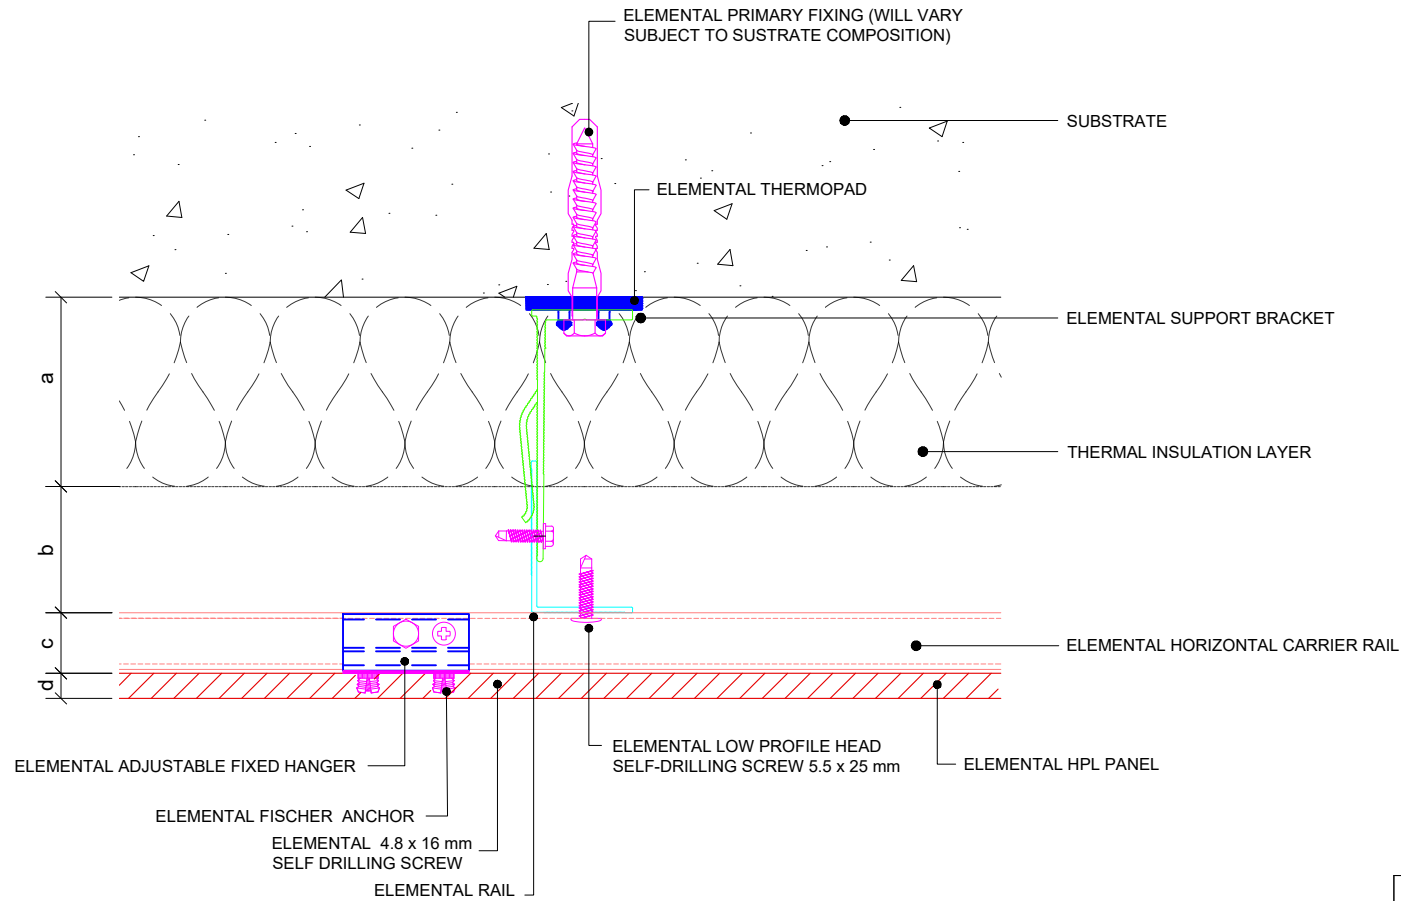 ELEMENTAL PRIMARY FIXING (WILL VARY
SUBJECT TO SUSTRATE COMPOSITION)
SUBSTRATE
ELEMENTAL THERMOPAD
ELEMENTAL SUPPORT BRACKET
a
THERMAL INSULATION LAYER
b
c
ELEMENTAL HORIZONTAL CARRIER RAIL
d
ELEMENTAL LOW PROFILE HEAD
SELF-DRILLING SCREW 5.5 x 25 mm
ELEMENTAL ADJUSTABLE FIXED HANGER
ELEMENTAL HPL PANEL
ELEMENTAL FISCHER ANCHOR
ELEMENTAL 4.8 x 16 mm
SELF DRILLING SCREW
ELEMENTAL RAIL